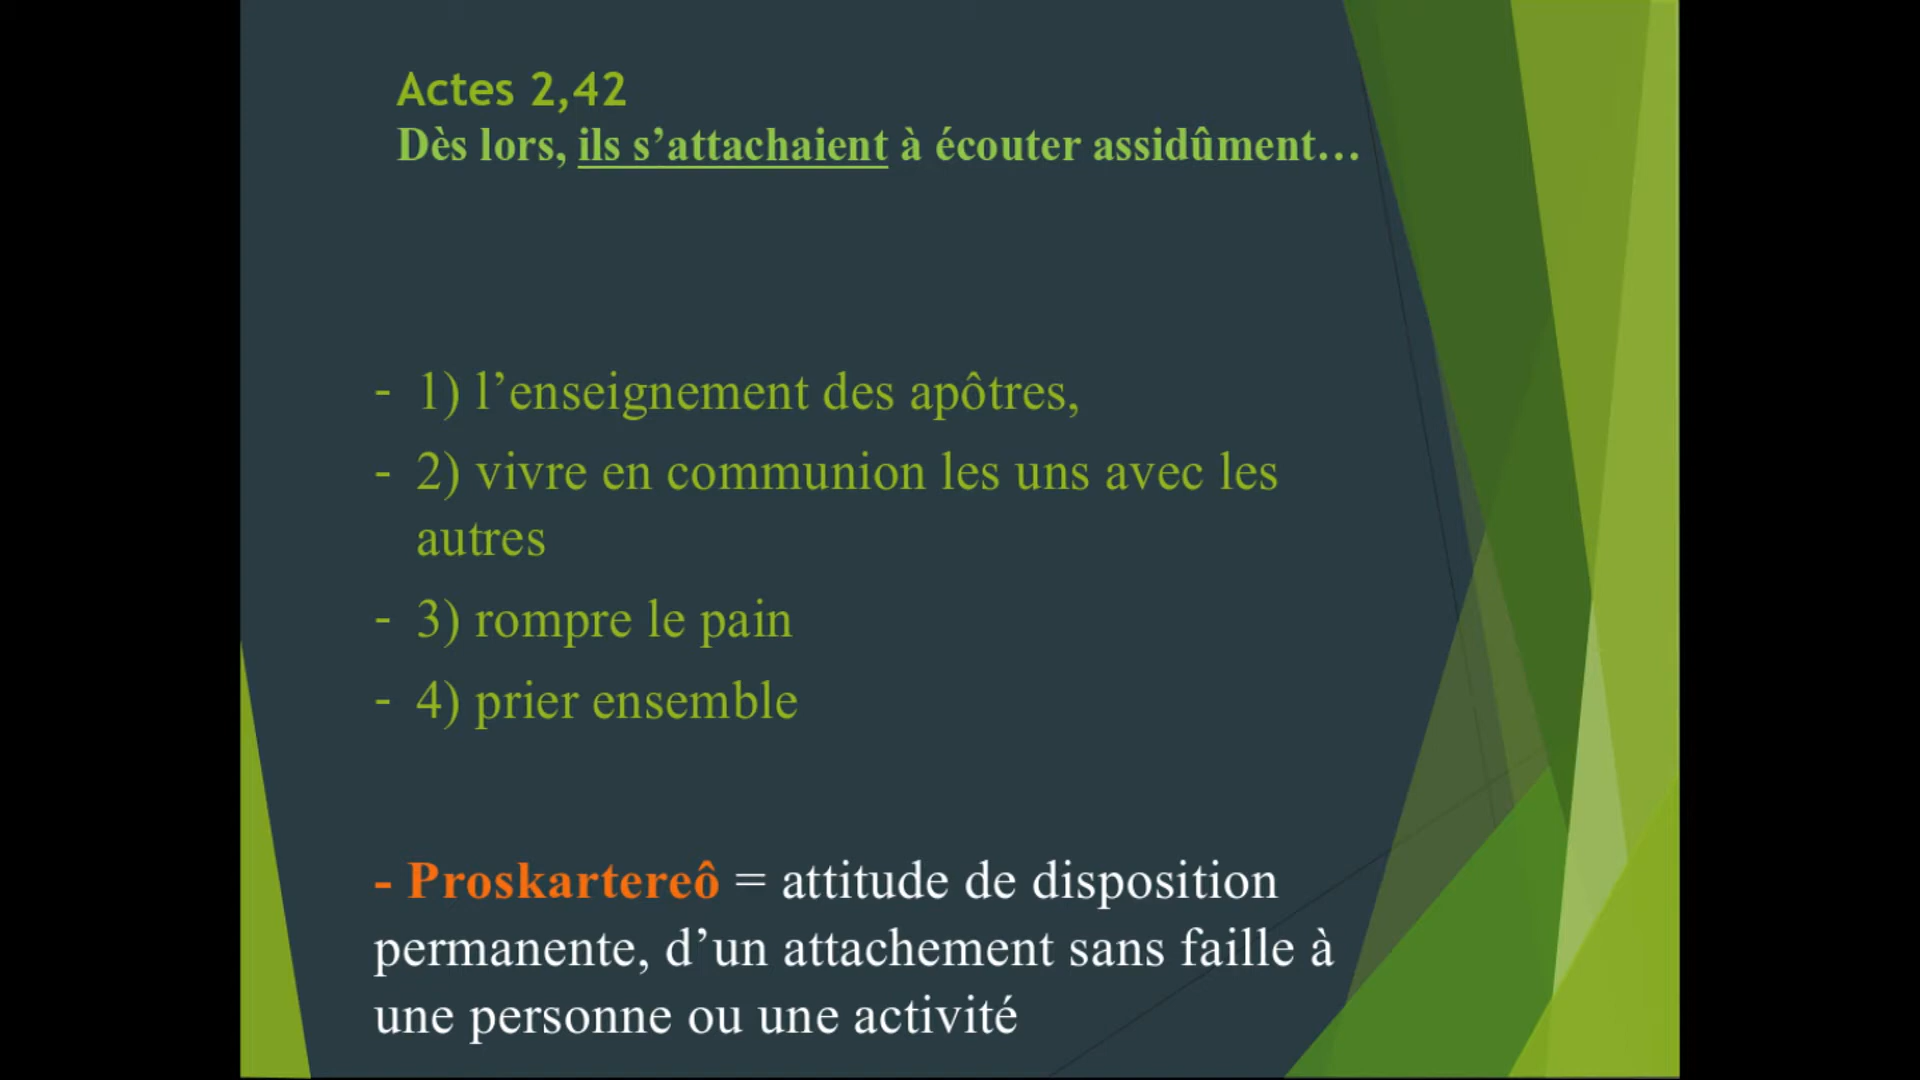 Actes 2,42
Dès lors, ils s’attachaient à écouter assidûment…
- 1) l’enseignement des apôtres,
- 2) vivre en communion les uns avec les
autres
- 3) rompre le pain
- 4) prier ensemble
- Proskartereô = attitude de disposition
permanente, d’un attachement sans faille à
une personne ou une activité